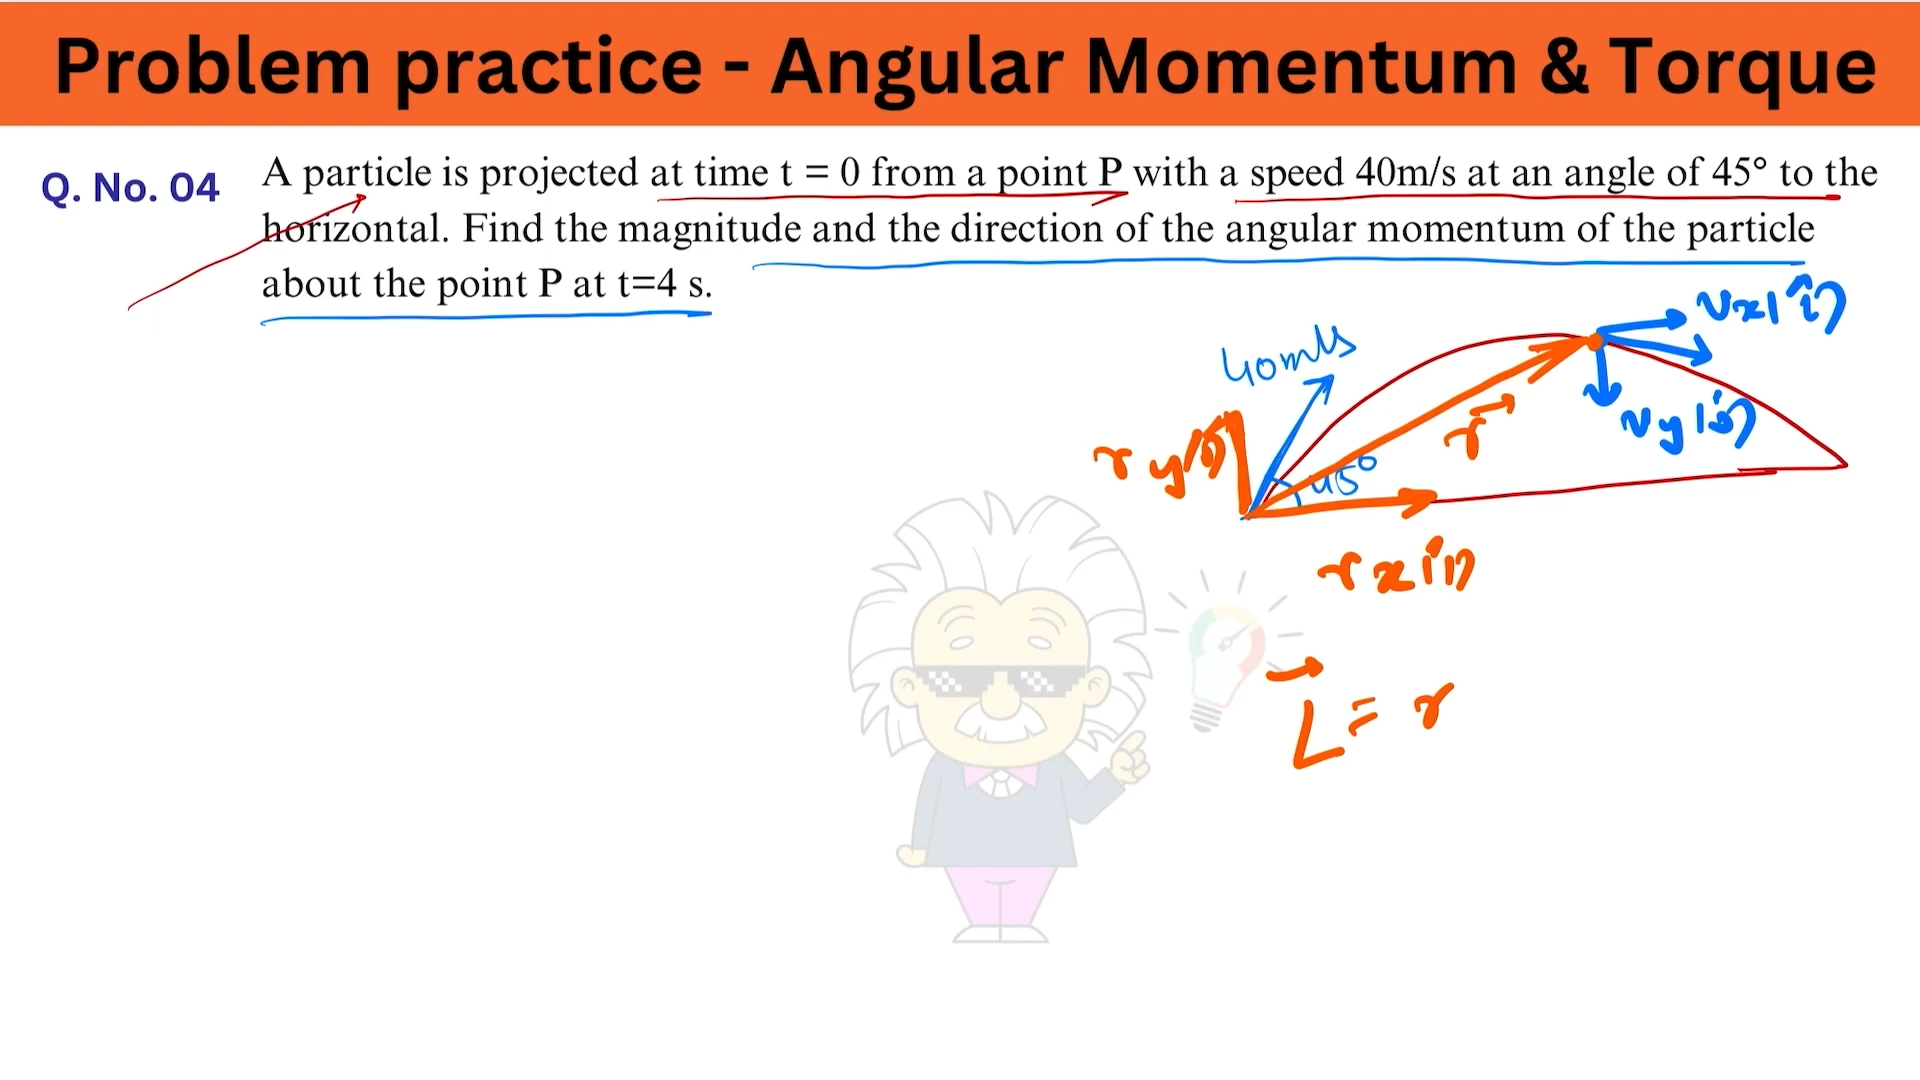 Problem practice - Angular Momentum & Torque
Q. No. 04
A particle is projected at time t = 0 from a point P with a speed 40m/s at an angle of 45° to the
horizontal. Find the magnitude and the direction of the angular momentum of the particle
about the point P at t=4 s.
40m/s
45°
L = r